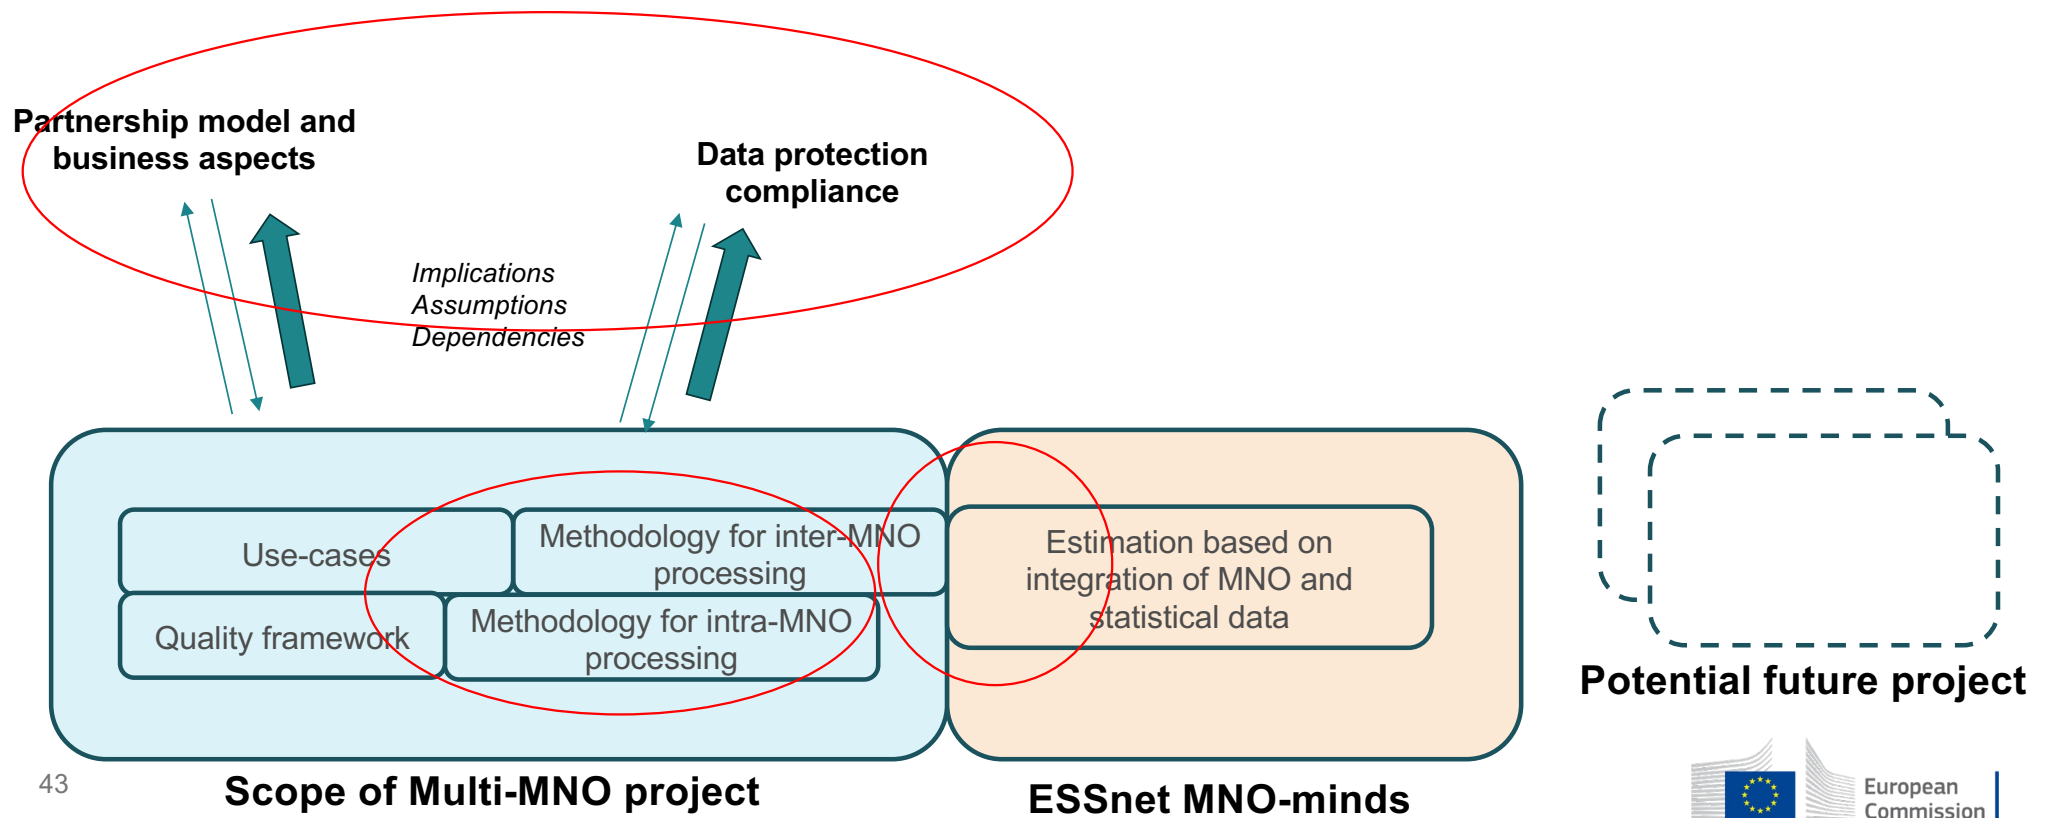 Partnership model and
business aspects
Data protection
compliance
Implications
Assumptions
Dependencies
Use-cases
Methodology for inter-MNO
processing
Quality framework
Methodology for intra-MNO
processing
Estimation based on
integration of MNO and
statistical data
Potential future project
43
Scope of Multi-MNO project
ESSnet MNO-minds
European
Commission